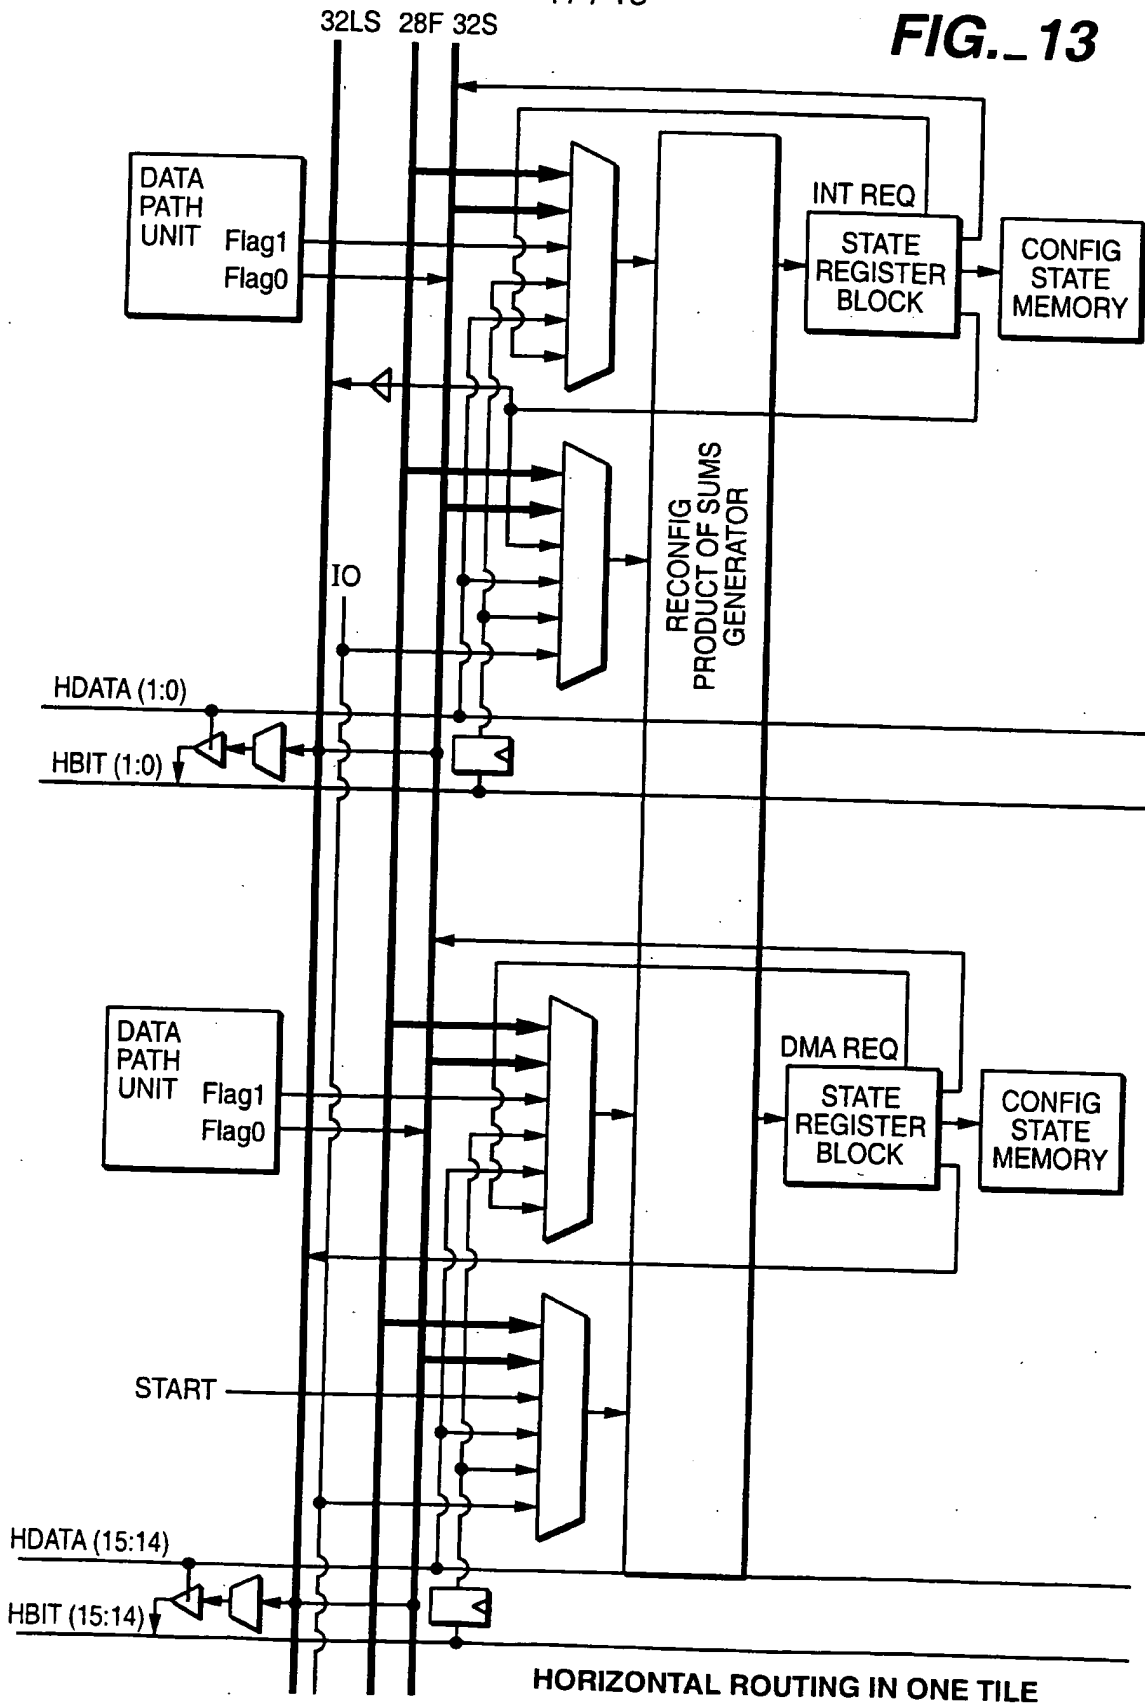 FIG._13
32LS 28F 32S
DATA
PATH
UNIT
Flag1
Flag0
INT REQ
STATE
REGISTER
BLOCK
CONFIG
STATE
MEMORY
RECONFIG
PRODUCT OF SUMS
GENERATOR
IO
HDATA (1:0)
HBIT (1:0)
DATA
PATH
UNIT
Flag1
Flag0
DMA REQ
STATE
REGISTER
BLOCK
CONFIG
STATE
MEMORY
START
HDATA (15:14)
HBIT (15:14)
HORIZONTAL ROUTING IN ONE TILE